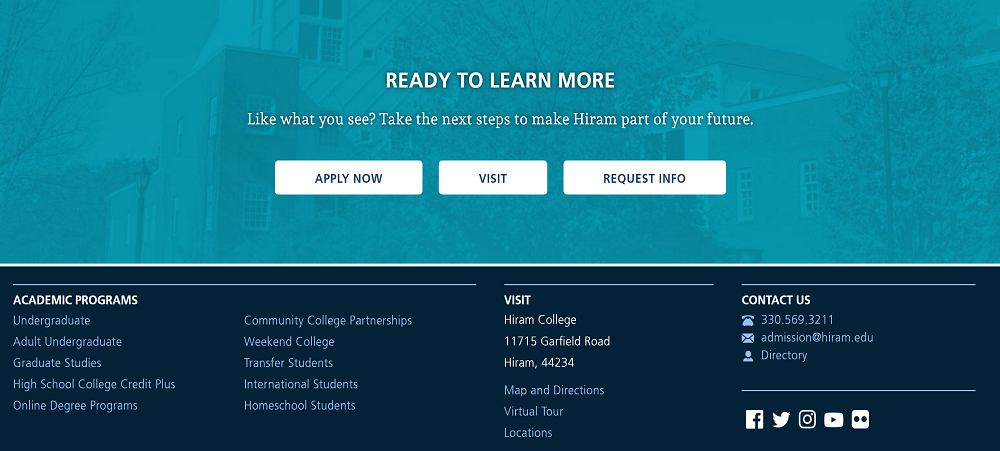 READY TO LEARN MORE
Like what you see? Take the next steps to make Hiram part of your future.
APPLY NOW
VISIT
REQUEST INFO
ACADEMIC PROGRAMS
Undergraduate
Adult Undergraduate
Graduate Studies
High School College Credit Plus
Online Degree Programs
Community College Partnerships
Weekend College
Transfer Students
International Students
Homeschool Students
VISIT
Hiram College
11715 Garfield Road
Hiram, 44234
Map and Directions
Virtual Tour
Locations
CONTACT US
330.569.3211
admission@hiram.edu
Directory